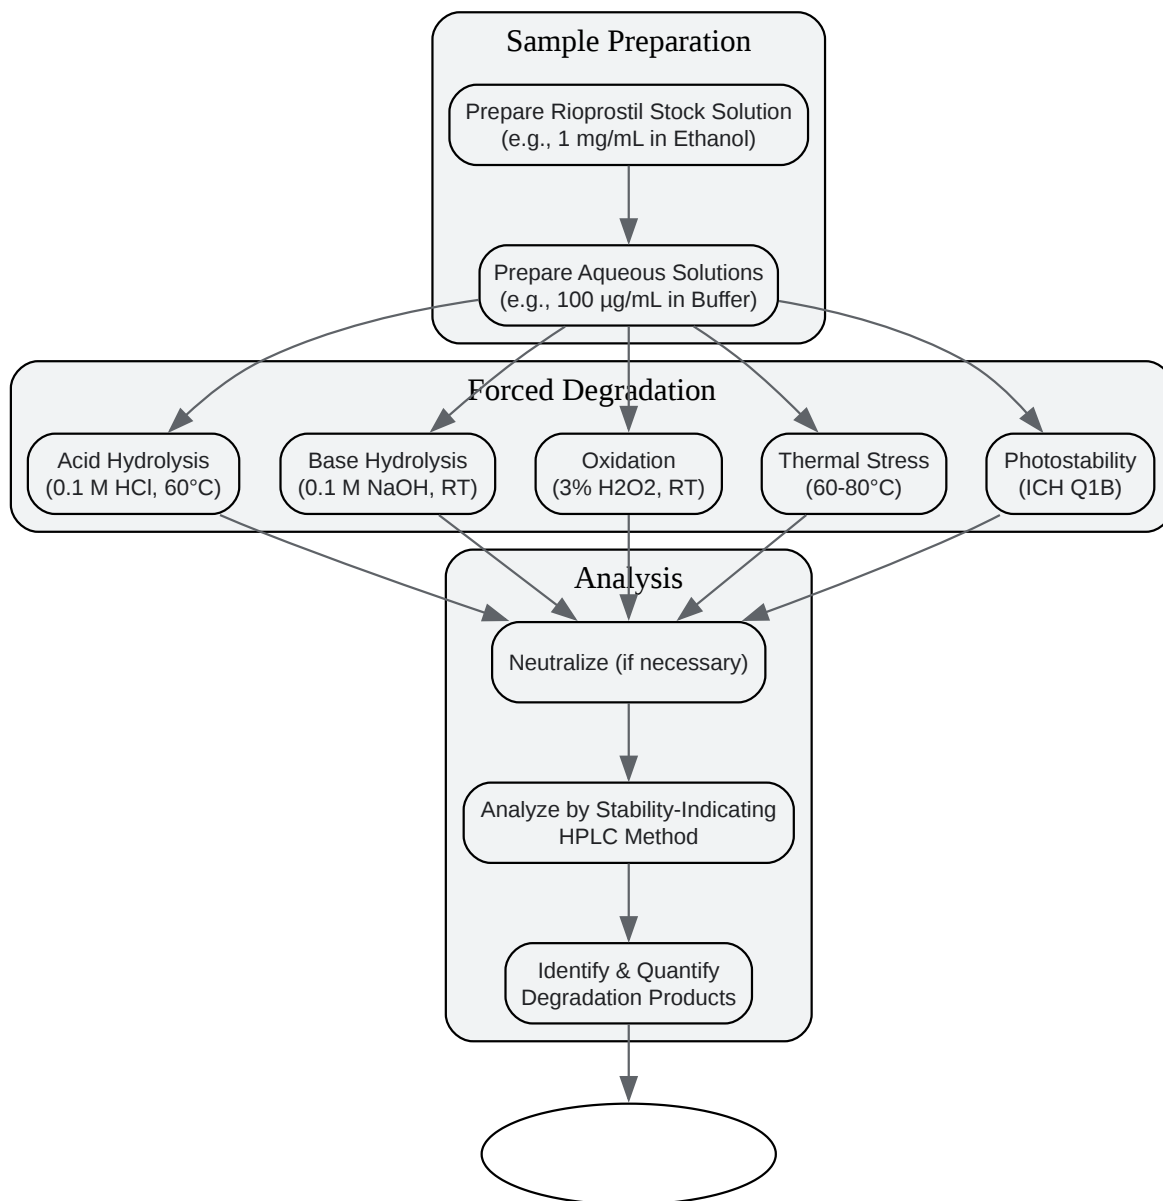 Sample Preparation
Prepare Rioprostil Stock Solution
(e.g., 1 mg/mL in Ethanol)
Prepare Aqueous Solutions
(e.g., 100 µg/mL in Buffer)
Forced Degradation
Acid Hydrolysis
(0.1 M HCl, 60°C)
Base Hydrolysis
(0.1 M NaOH, RT)
Oxidation
(3% H2O2, RT)
Thermal Stress
(60-80°C)
Photostability
(ICH Q1B)
Analysis
Neutralize (if necessary)
Analyze by Stability-Indicating
HPLC Method
Identify & Quantify
Degradation Products